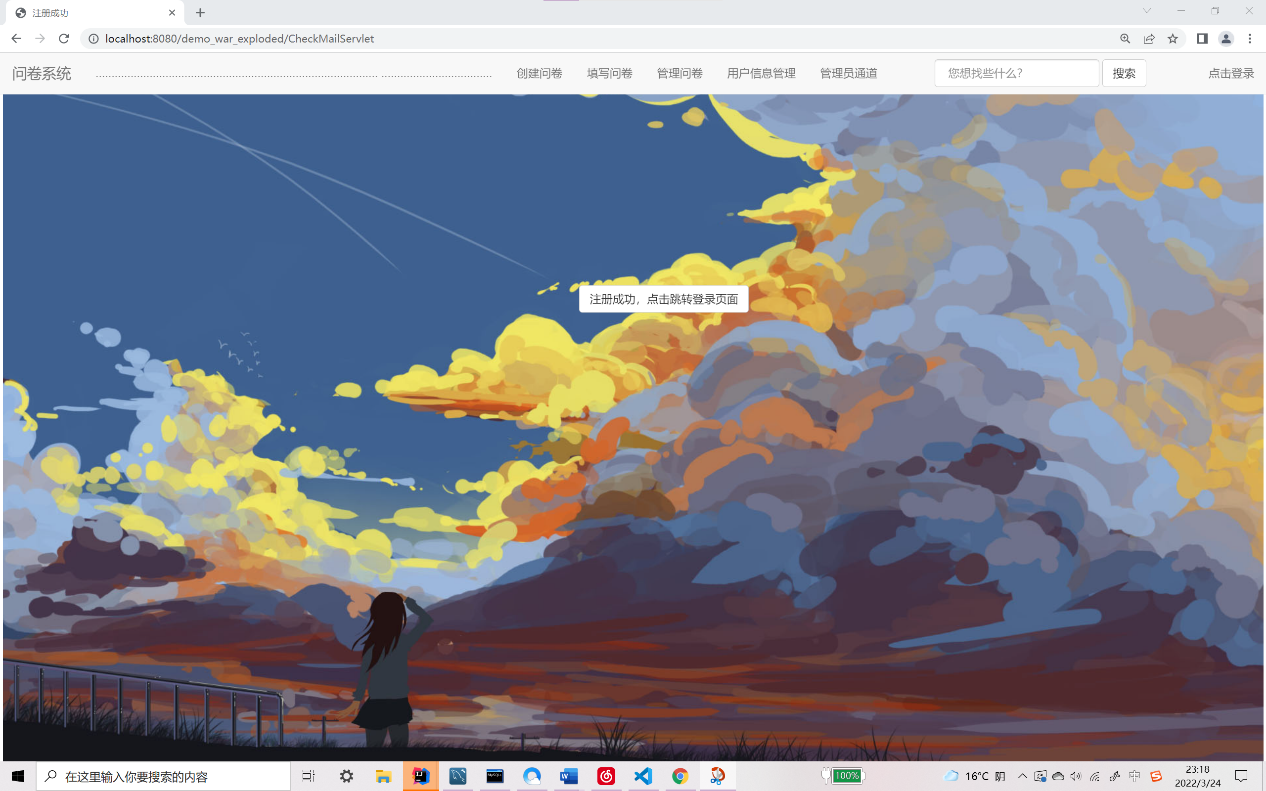 注册成功
localhost:8080/demo_war_exploded/CheckMailServlet
问卷系统 创建问卷 填写问卷 管理问卷 用户信息管理 管理员通道 您想找些什么? 搜索 点击登录
注册成功，点击跳转登录页面
在这里输入你要搜索的内容
100%
16°C 阴
中
23:18
2022/3/24